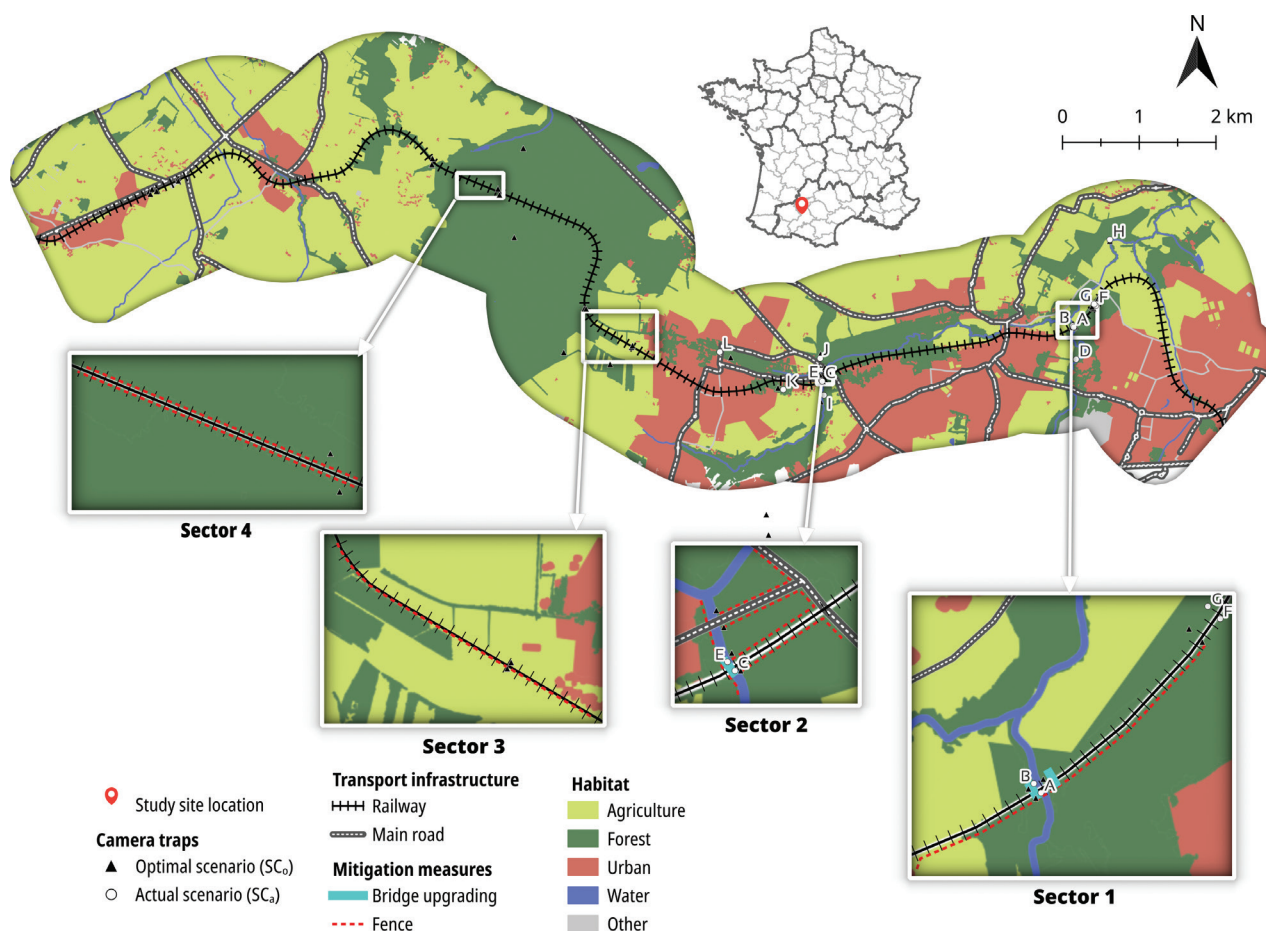 N
0 2 km
H
G F
B A
D
L
J
E C
K
I
Sector 4
Sector 3
E C
Sector 2
G
F
B
A
Sector 1
Study site location
Camera traps
Optimal scenario (SCₒ)
Actual scenario (SCₐ)
Transport infrastructure
Railway
Main road
Mitigation measures
Bridge upgrading
Fence
Habitat
Agriculture
Forest
Urban
Water
Other